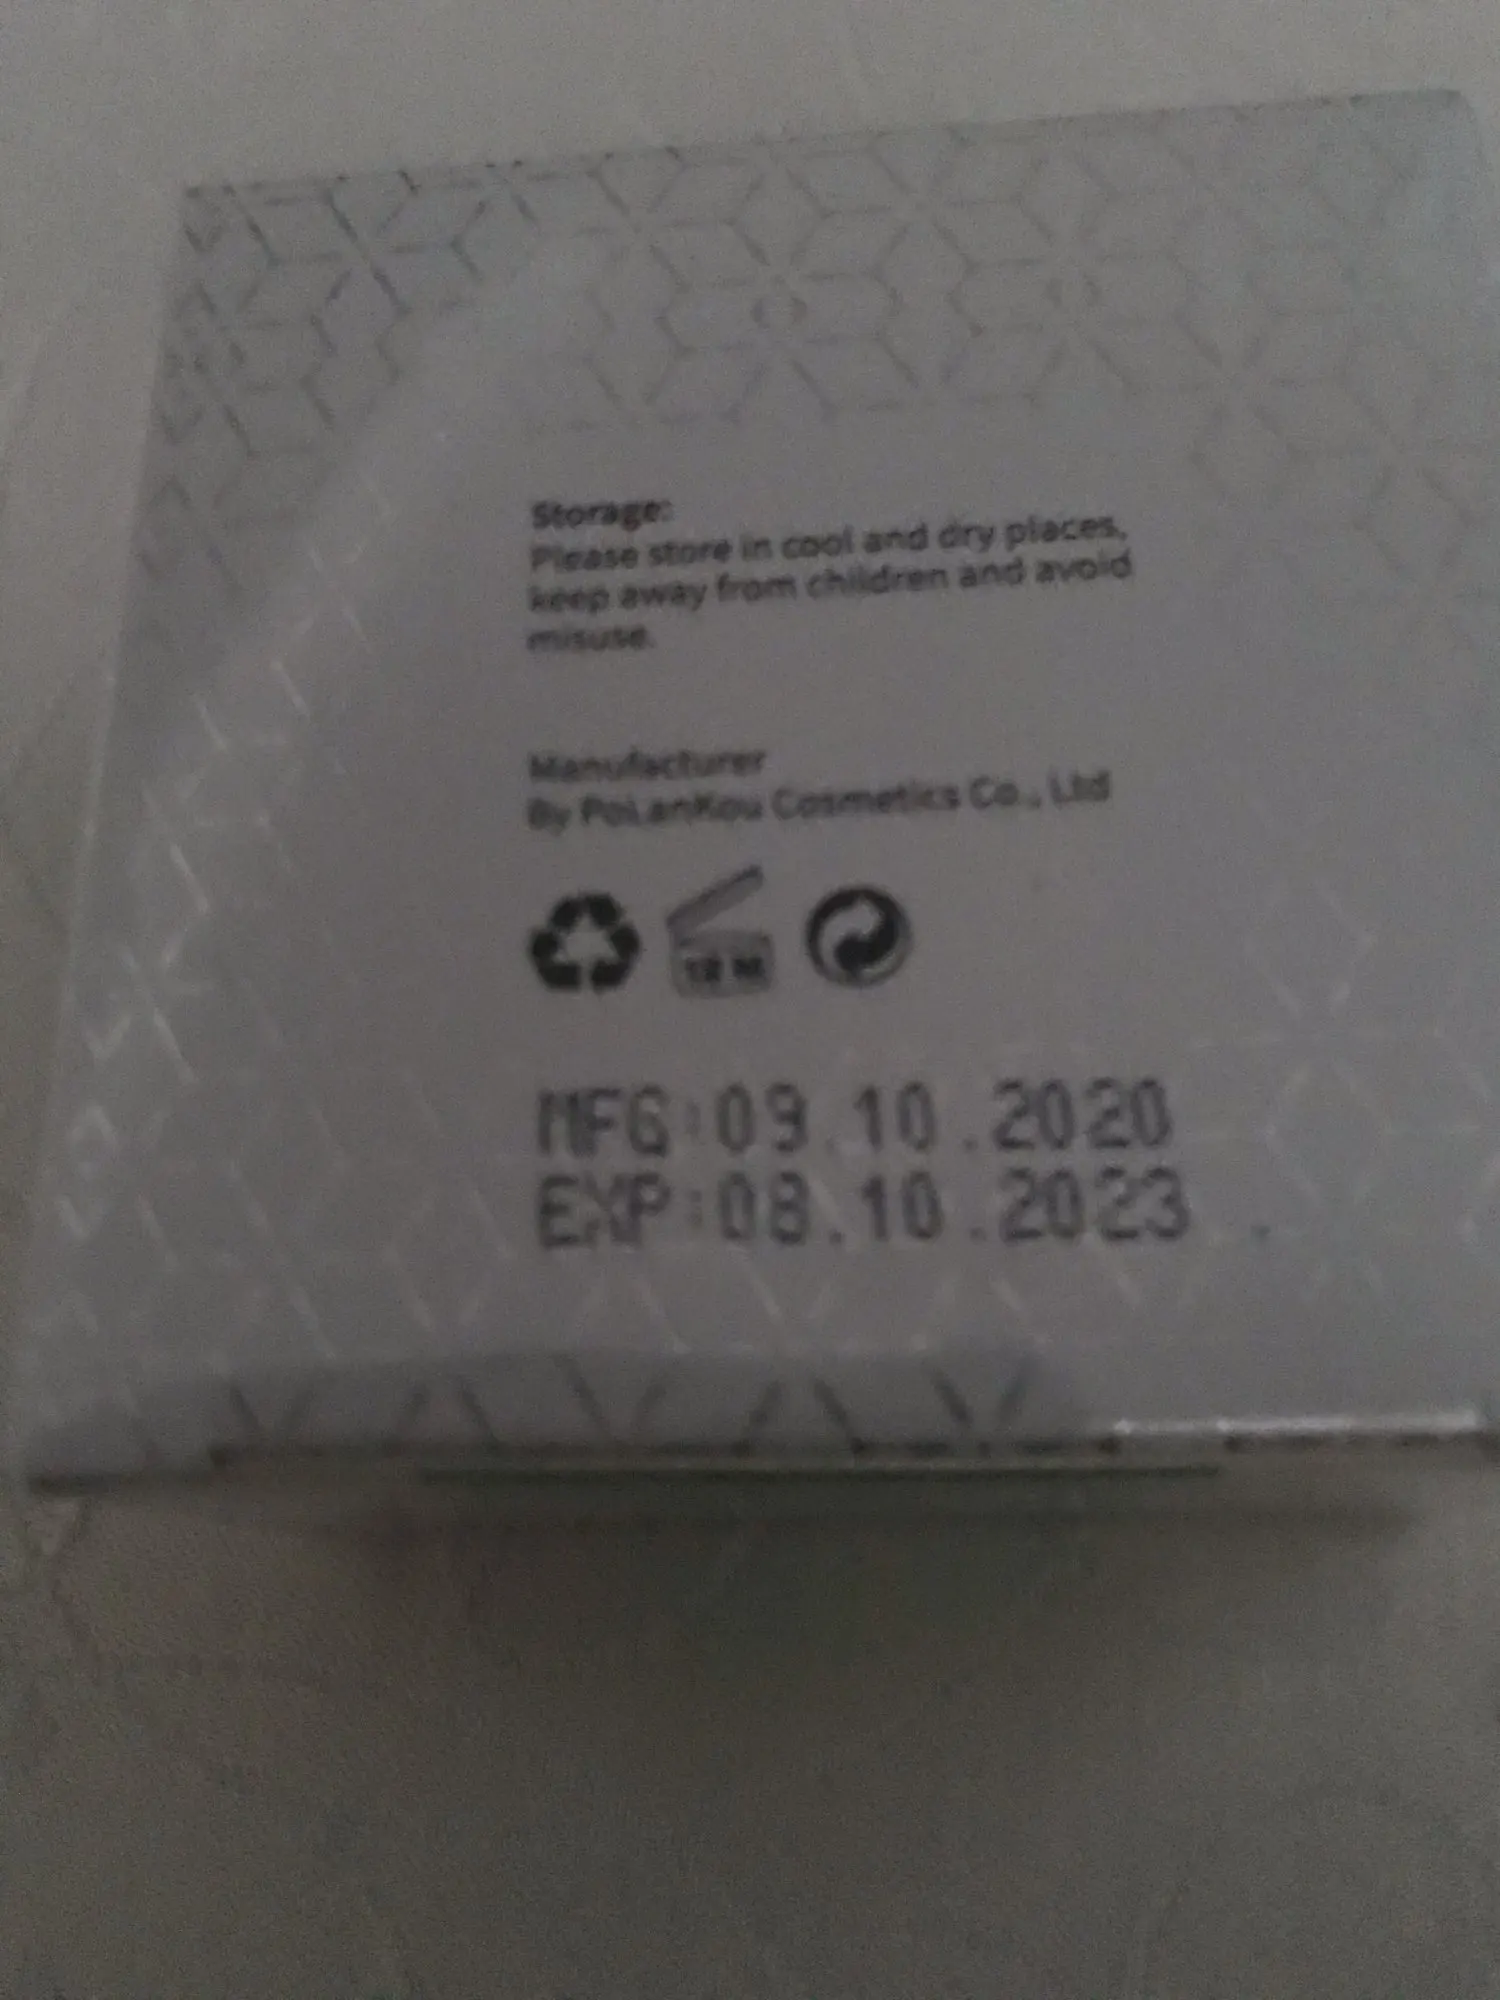 Storage:
Please store in cool and dry places,
keep away from children and avoid
misuse.
Manufacturer
By PoLanKou Cosmetics Co., Ltd
12 M
MFG:09.10.2020
EXP:08.10.2023